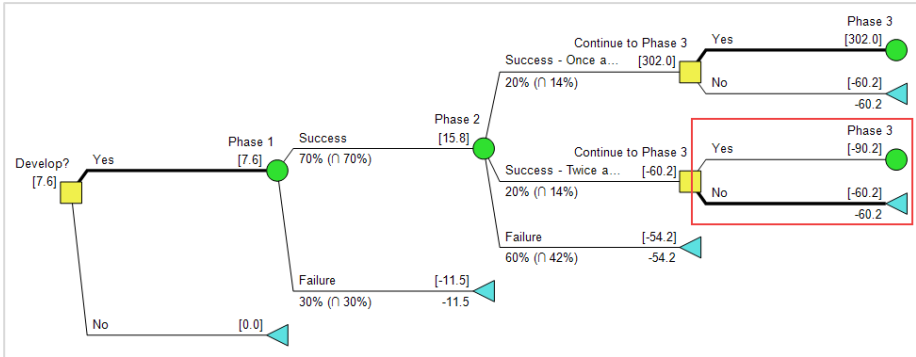 Phase 3
Yes
[302.0]
Continue to Phase 3
Success - Once a...
[302.0]
20% (∩ 14%)
No
[-60.2]
-60.2
Phase 2
[15.8]
Phase 3
Yes
[-90.2]
Phase 1
[7.6]
Success
70% (∩ 70%)
Continue to Phase 3
Success - Twice a...
[-60.2]
20% (∩ 14%)
No
[-60.2]
-60.2
Develop?
[7.6]
Yes
Failure
[-54.2]
60% (∩ 42%)
-54.2
Failure
[-11.5]
30% (∩ 30%)
-11.5
No
[0.0]